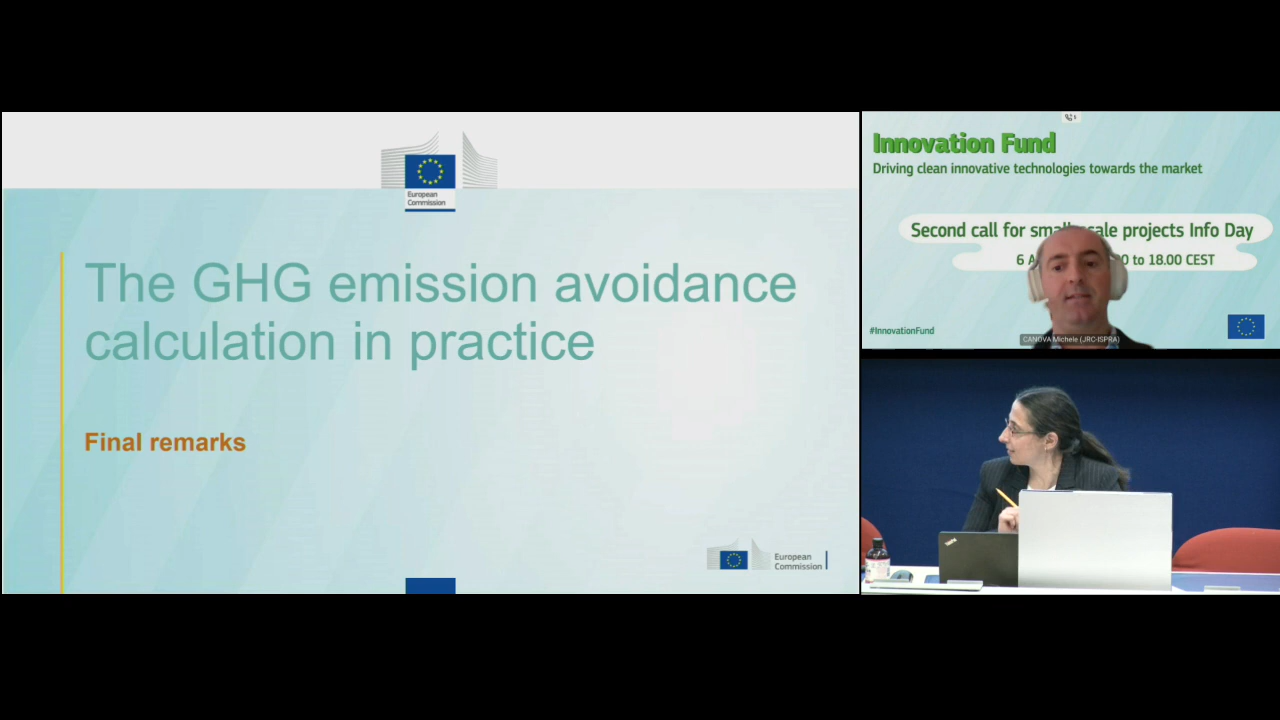 European
Commission
The GHG emission avoidance
calculation in practice
Final remarks
European
Commission
Innovation Fund
Driving clean innovative technologies towards the market
Second call for small scale projects Info Day
6 A to 18.00 CEST
#InnovationFund
CANOVA Michele (JRC-ISPRA)